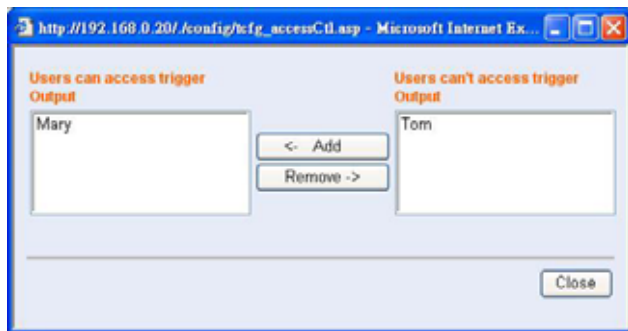 http://192.168.0.20/./config/tcfg_accessCtl.asp - Microsoft Internet Ex...
Users can access trigger
Output
Mary
<- Add
Remove ->
Users can't access trigger
Output
Tom
Close